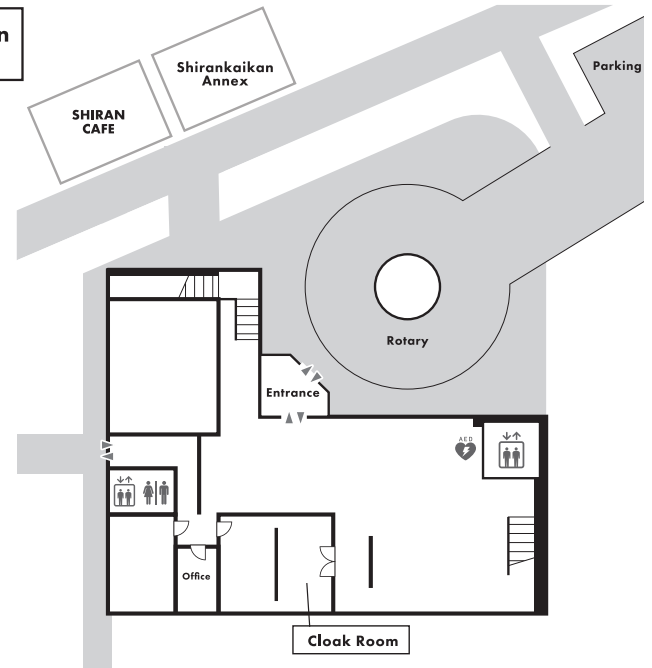 n
Shirankaikan
Annex
SHIRAN
CAFE
Parking
Rotary
Entrance
AED
Office
Cloak Room